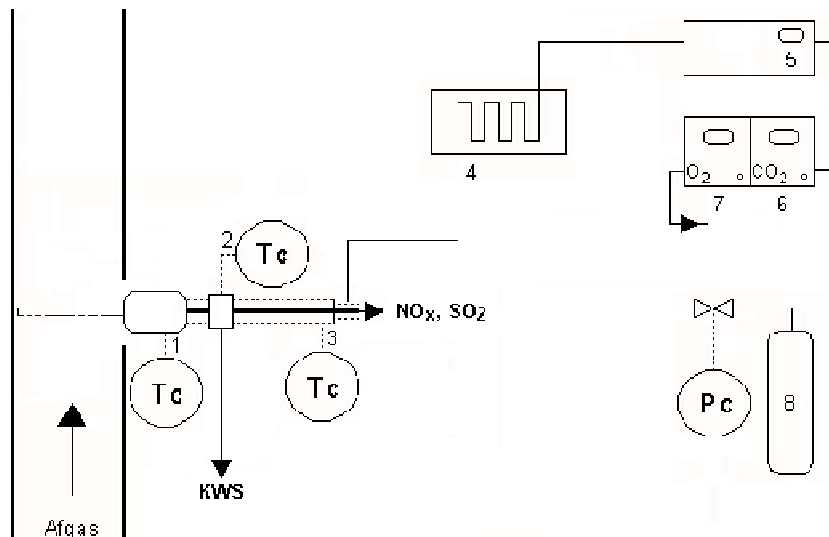 5
4
O2 CO2
7 6
2 Tc
NOX, SO2
1 3
Tc Tc
Pc 8
KWS
Afgas